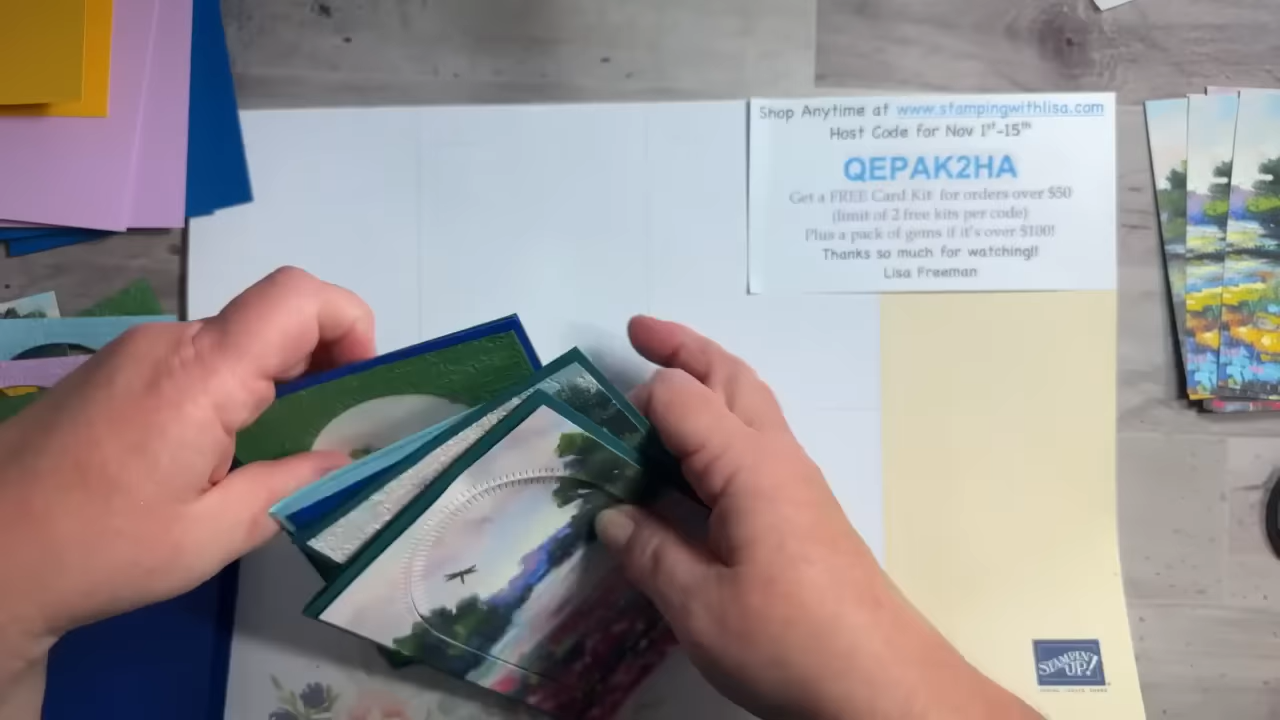 Shop Anytime at www.stampingwithlisa.com
Host Code for Nov 1st-15th
QEPAK2HA
Get a FREE Card Kit for orders over $50
(limit of 2 free kits per code)
Plus a pack of gems if it's over $100!
Thanks so much for watching!!
Lisa Freeman
STAMPIN' UP!